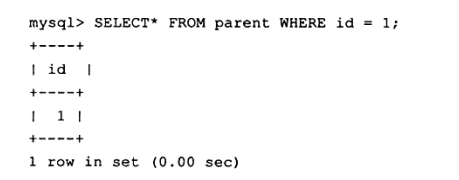 mysql> SELECT* FROM parent WHERE id = 1;
+----+
| id |
+----+
| 1 |
+----+
1 row in set (0.00 sec)